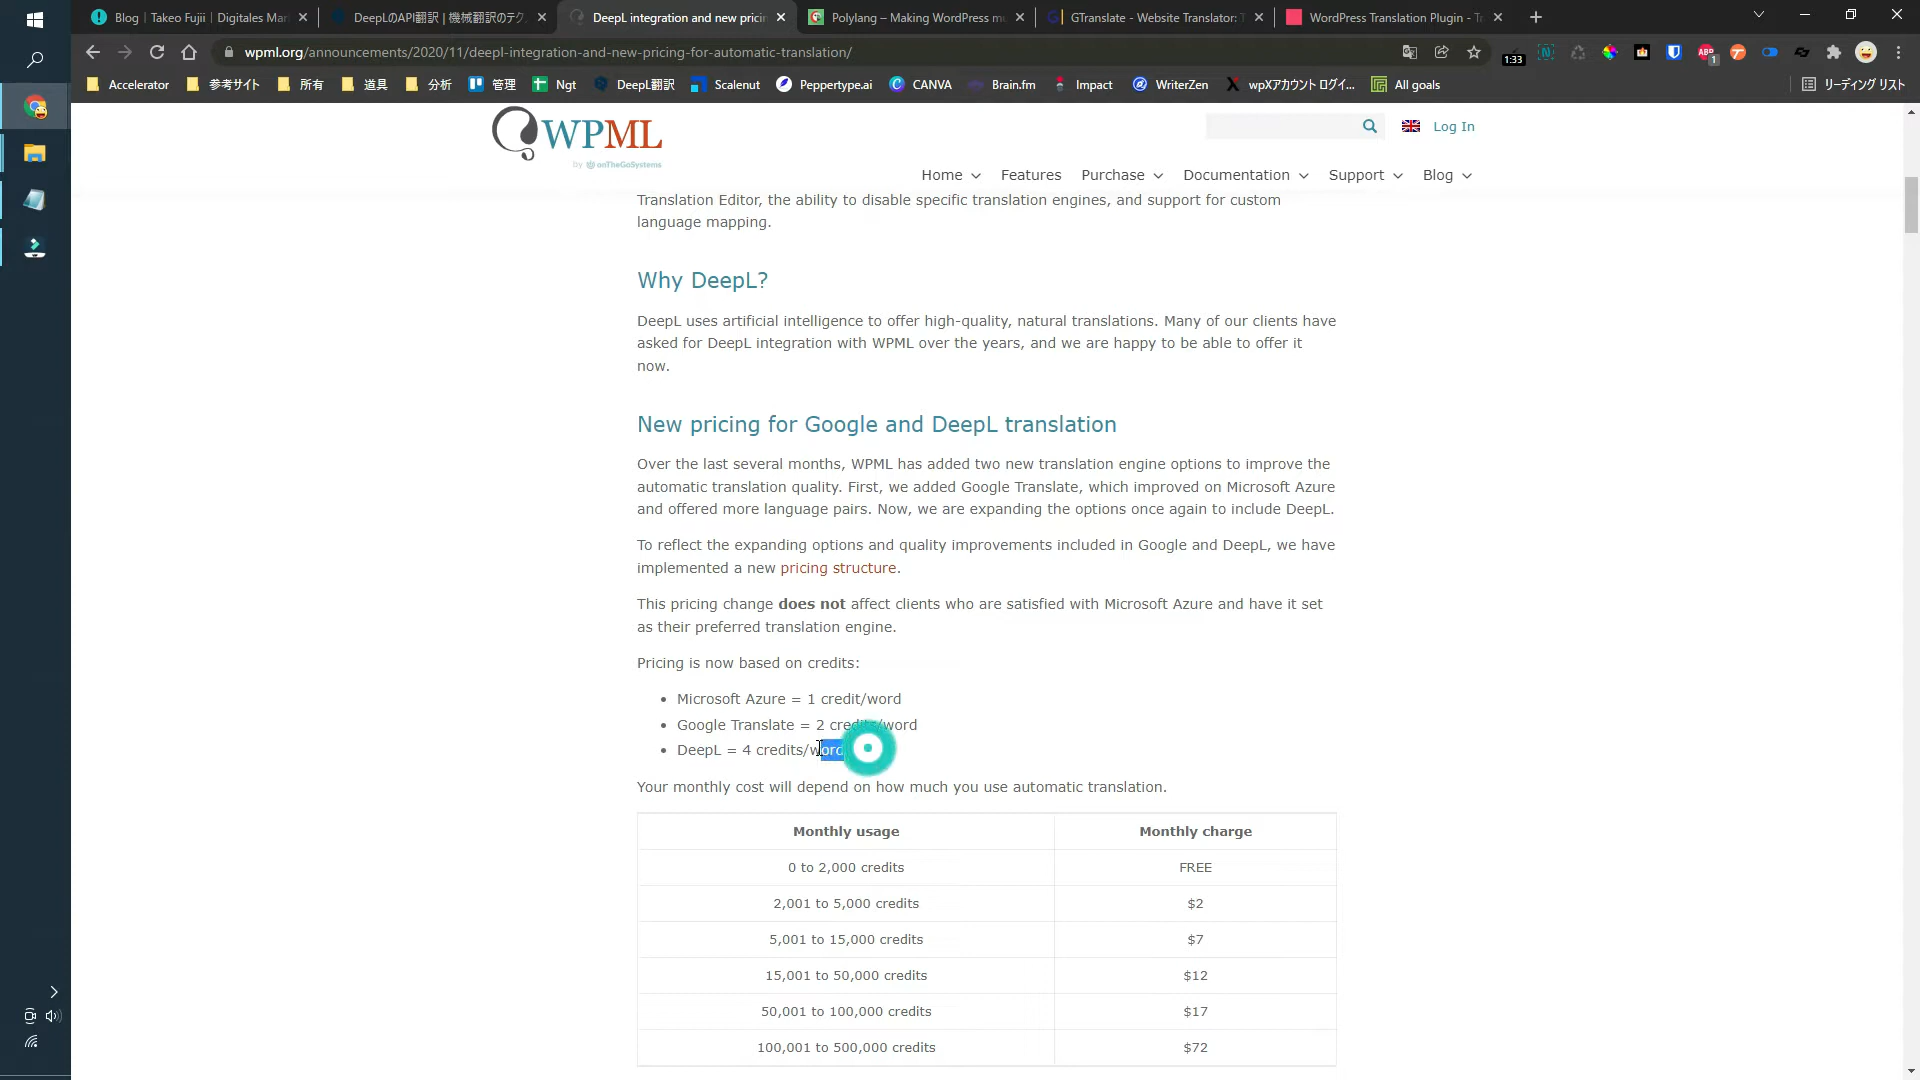 Blog | Takeo Fujii | Digitales Mar
DeepLのAPI翻訳 | 機械翻訳のテク
DeepL integration and new pricin
Polylang – Making WordPress mu
GTranslate - Website Translator: T
WordPress Translation Plugin - Tr
wpml.org/announcements/2020/11/deepl-integration-and-new-pricing-for-automatic-translation/
1:33
ABP
1
Accelerator
参考サイト
所有
道具
分析
管理
Ngt
DeepL翻訳
Scalenut
Peppertype.ai
CANVA
Brain.fm
Impact
WriterZen
wpXアカウント ログイ...
All goals
リーディング リスト
WPML
by onTheGoSystems
Log In
Home
Features
Purchase
Documentation
Support
Blog
Translation Editor, the ability to disable specific translation engines, and support for custom
language mapping.
Why DeepL?
DeepL uses artificial intelligence to offer high-quality, natural translations. Many of our clients have
asked for DeepL integration with WPML over the years, and we are happy to be able to offer it
now.
New pricing for Google and DeepL translation
Over the last several months, WPML has added two new translation engine options to improve the
automatic translation quality. First, we added Google Translate, which improved on Microsoft Azure
and offered more language pairs. Now, we are expanding the options once again to include DeepL.
To reflect the expanding options and quality improvements included in Google and DeepL, we have
implemented a new pricing structure.
This pricing change does not affect clients who are satisfied with Microsoft Azure and have it set
as their preferred translation engine.
Pricing is now based on credits:
• Microsoft Azure = 1 credit/word
• Google Translate = 2 credits/word
• DeepL = 4 credits/word
Your monthly cost will depend on how much you use automatic translation.
Monthly usage Monthly charge
0 to 2,000 credits FREE
2,001 to 5,000 credits $2
5,001 to 15,000 credits $7
15,001 to 50,000 credits $12
50,001 to 100,000 credits $17
100,001 to 500,000 credits $72